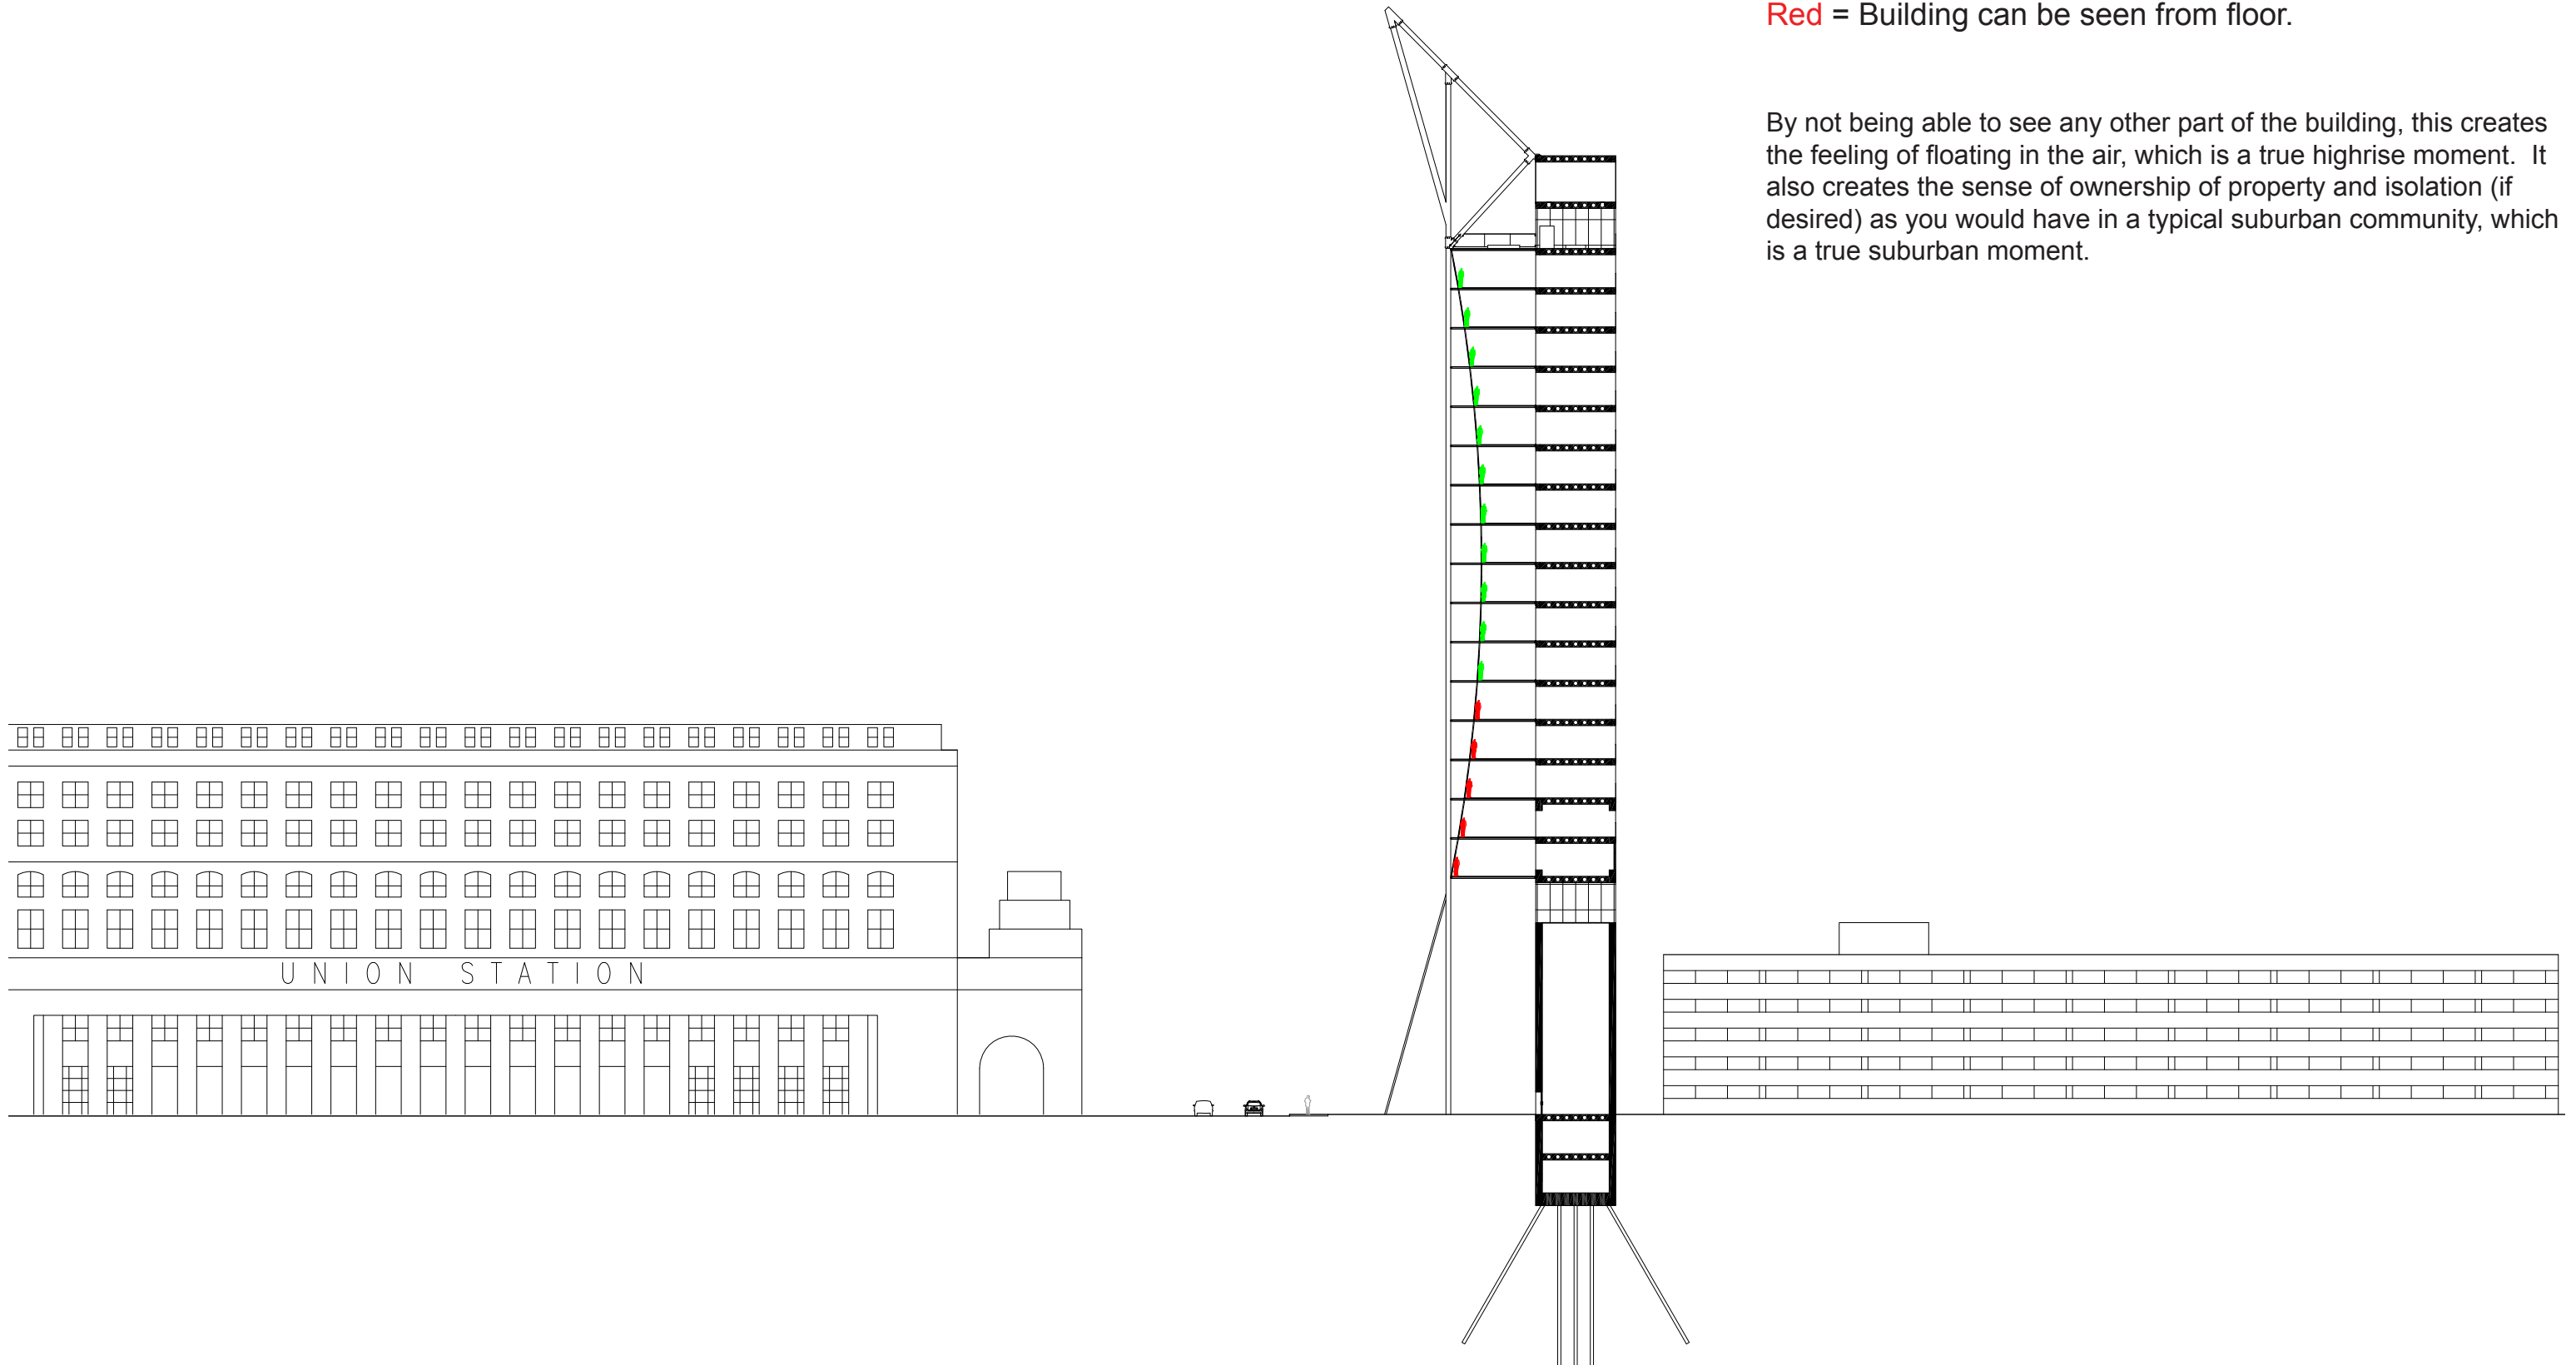 Red = Building can be seen from floor.
By not being able to see any other part of the building, this creates
the feeling of floating in the air, which is a true highrise moment.  It
also creates the sense of ownership of property and isolation (if
desired) as you would have in a typical suburban community, which
is a true suburban moment.
UNION STATION